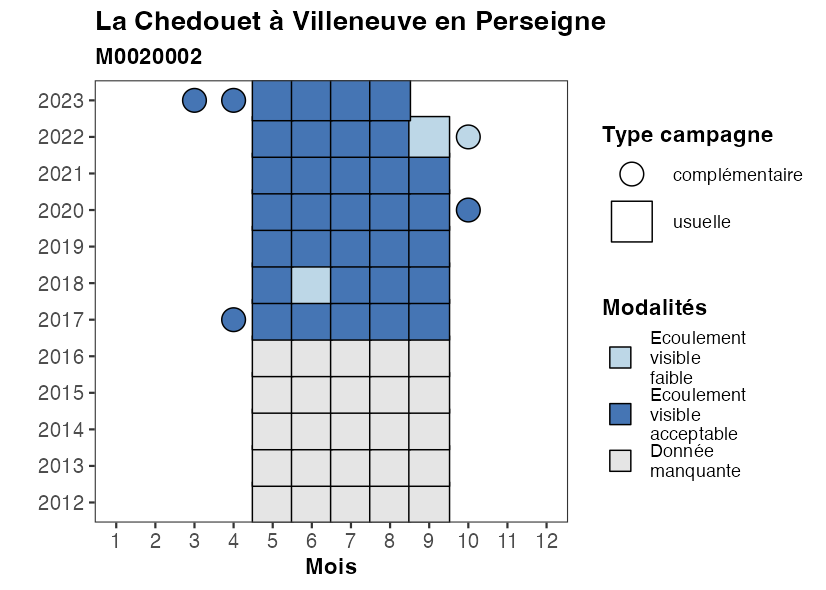 La Chedouet à Villeneuve en Perseigne
M0020002
2023
2022
2021
2020
2019
2018
2017
2016
2015
2014
2013
2012
1 2 3 4 5 6 7 8 9 10 11 12
Mois
Type campagne
complémentaire
usuelle
Modalités
Ecoulement
visible
faible
Ecoulement
visible
acceptable
Donnée
manquante